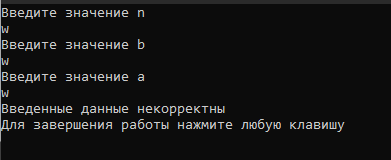 Введите значение n
w
Введите значение b
w
Введите значение a
w
Введенные данные некорректны
Для завершения работы нажмите любую клавишу